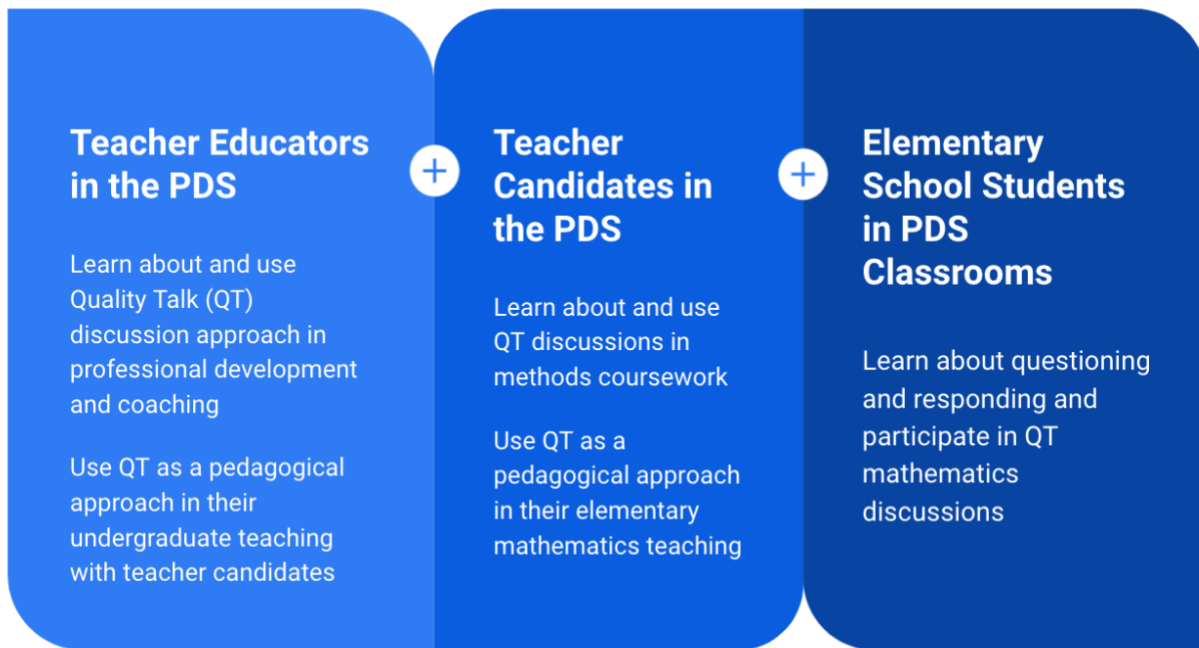 Teacher Educators
in the PDS
Learn about and use
Quality Talk (QT)
discussion approach in
professional development
and coaching
Use QT as a pedagogical
approach in their
undergraduate teaching
with teacher candidates
+
Teacher
Candidates in
the PDS
Learn about and use
QT discussions in
methods coursework
Use QT as a
pedagogical approach
in their elementary
mathematics teaching
+
Elementary
School Students
in PDS
Classrooms
Learn about questioning
and responding and
participate in QT
mathematics
discussions